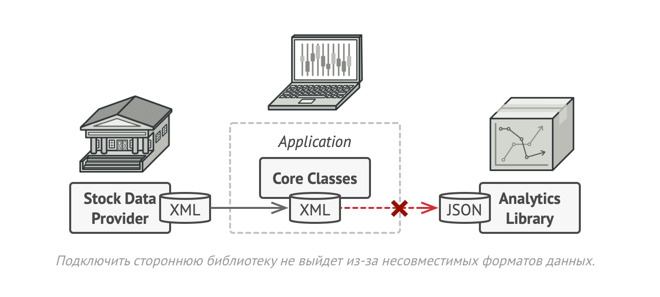 Application
Core Classes
Stock Data
Provider
XML
XML
JSON
Analytics
Library
Подключить стороннюю библиотеку не выйдет из-за несовместимых форматов данных.